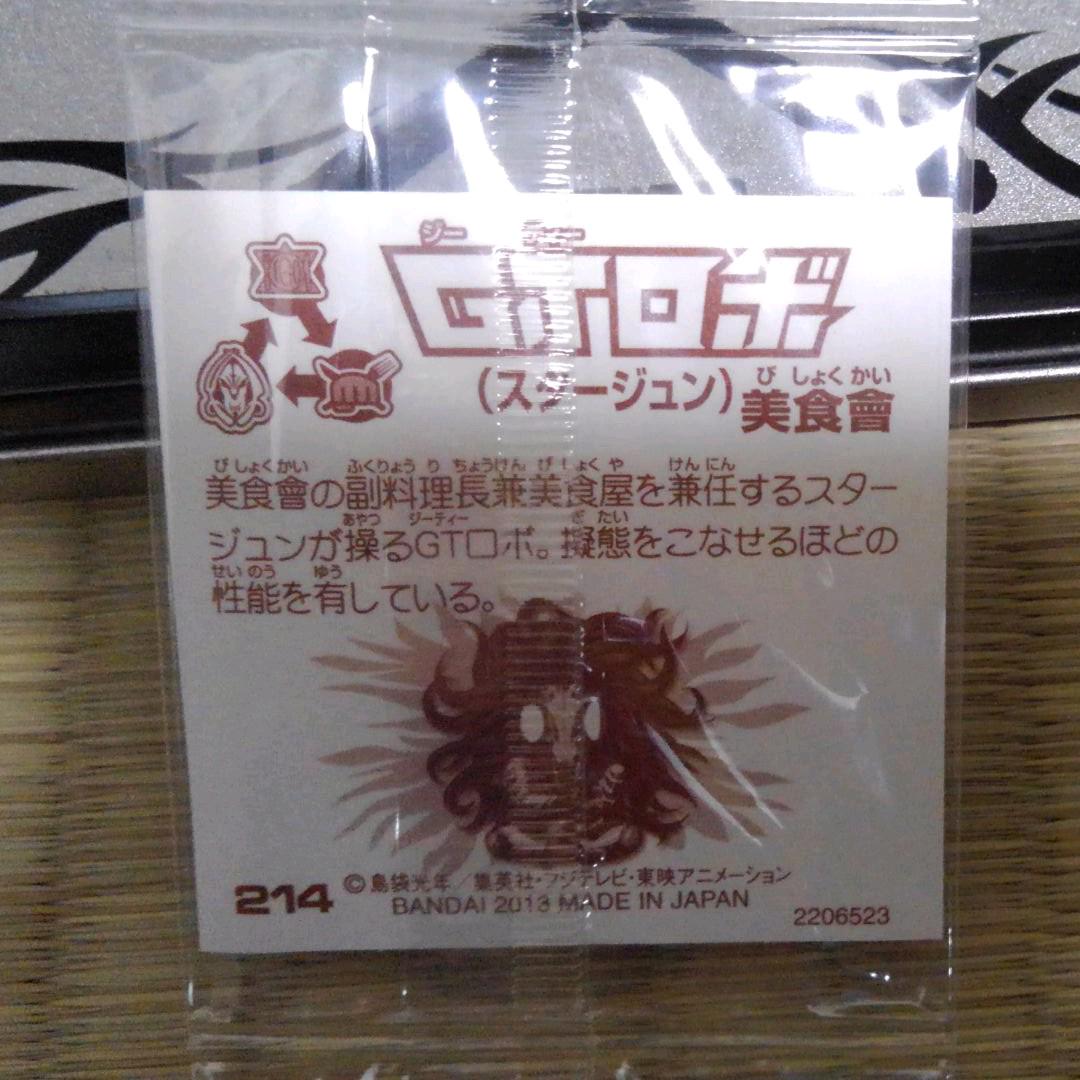 GTロボ
(スタージュン) 美食會
美食會の副料理長兼美食屋を兼任するスター
ジュンが操るGTロボ。擬態をこなせるほどの
性能を有している。
214 ©島袋光年/集英社・フジテレビ・東映アニメーション
BANDAI 2013 MADE IN JAPAN
2206523